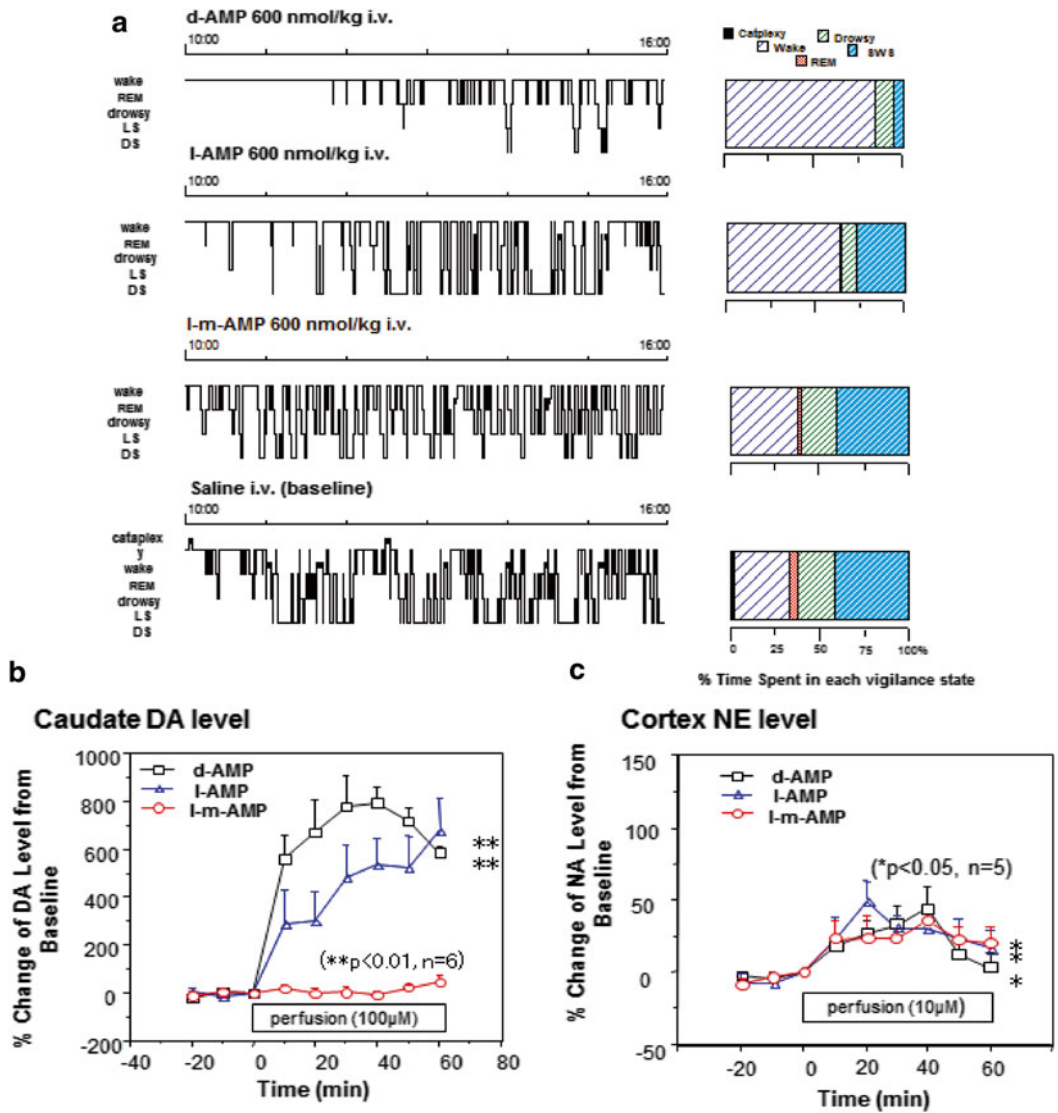 a
d-AMP 600 nmol/kg i.v.
10:00 16:00
wake
REM
drowsy
LS
DS
Catplexy Drowsy
Wake SWS
REM
l-AMP 600 nmol/kg i.v.
10:00 16:00
wake
REM
drowsy
LS
DS
l-m-AMP 600 nmol/kg i.v.
10:00 16:00
wake
REM
drowsy
LS
DS
Saline i.v. (baseline)
10:00 16:00
cataplex
y
wake
REM
drowsy
LS
DS
0 25 50 75 100%
% Time Spent in each vigilance state
b
Caudate DA level
% Change of DA Level from
Baseline
1000
800
600
400
200
0
-200
d-AMP
l-AMP
l-m-AMP
**
**
(**p<0.01, n=6)
perfusion (100µM)
-40 -20 0 20 40 60 80
Time (min)
c
Cortex NE level
% Change of NA Level from
Baseline
150
100
50
0
-50
d-AMP
l-AMP
l-m-AMP
(*p<0.05, n=5)
*
*
*
perfusion (10µM)
-20 0 20 40 60 80
Time (min)